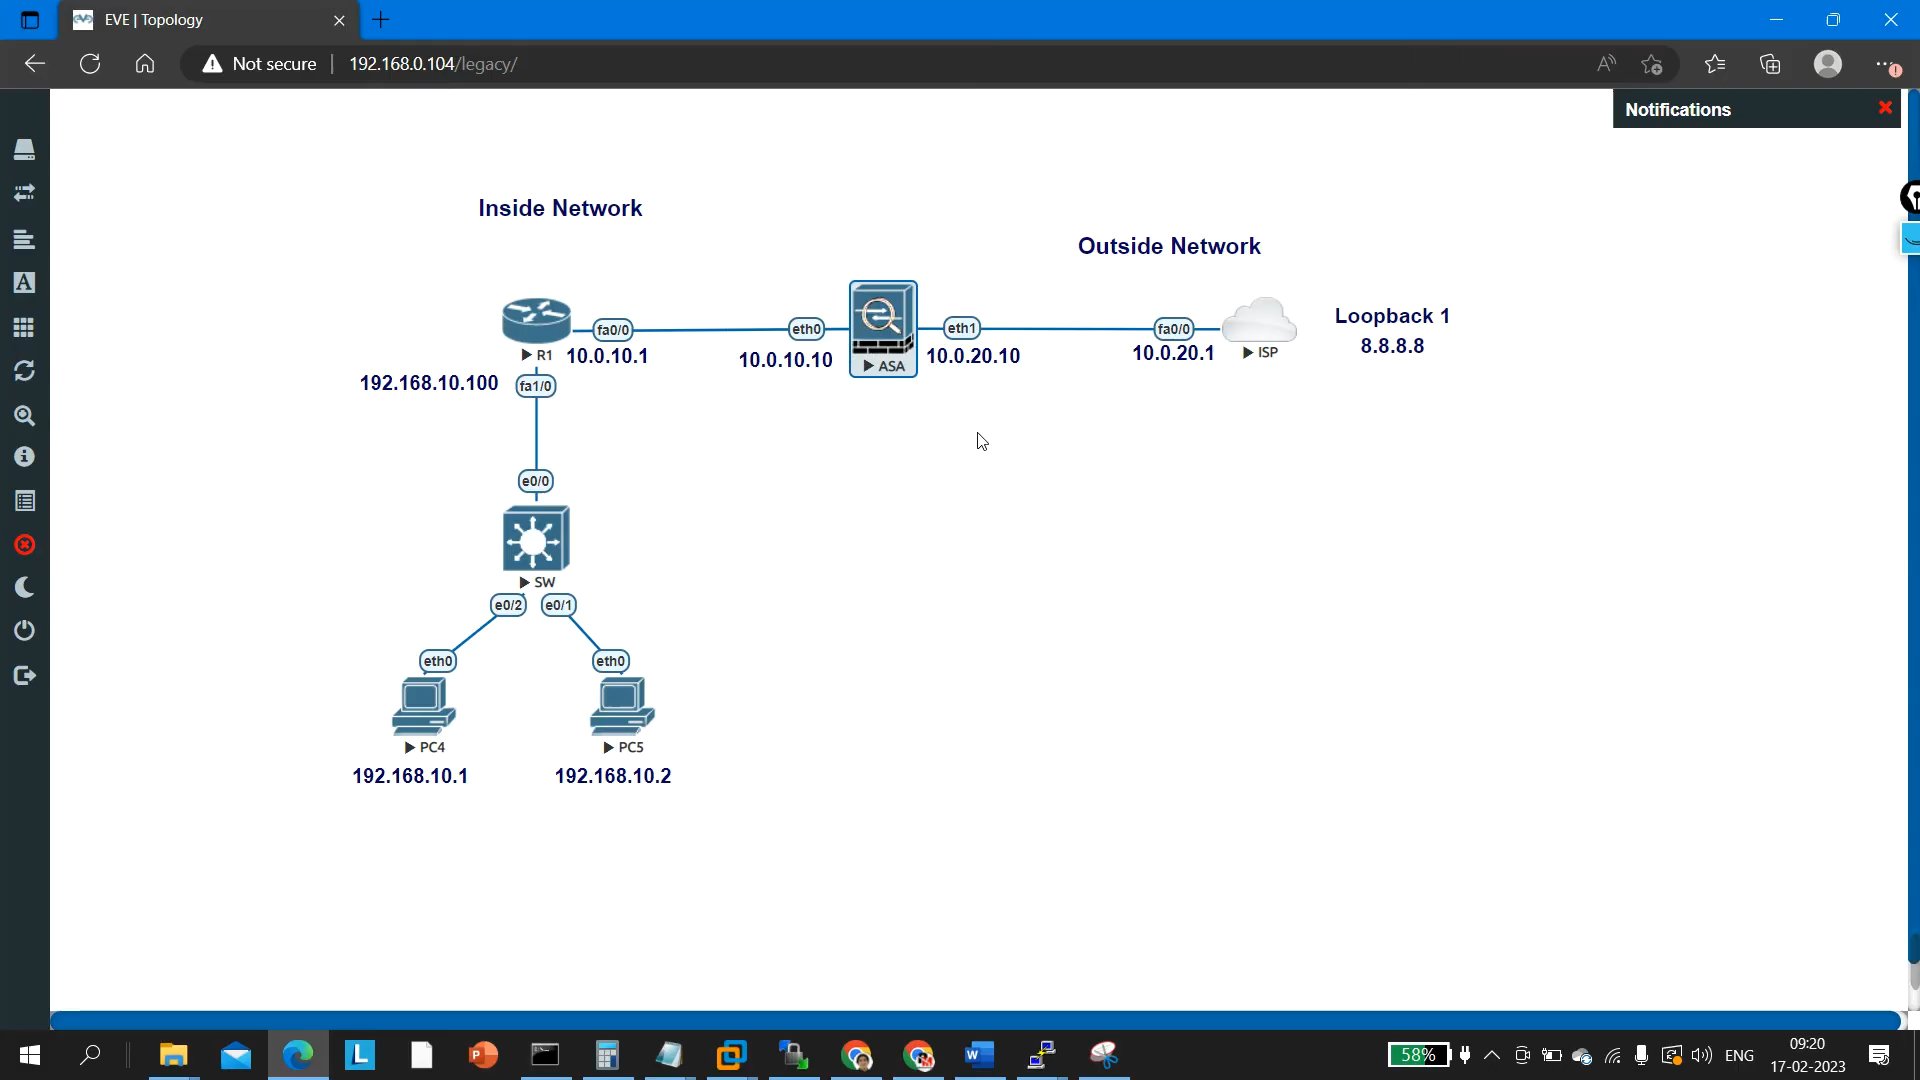 EVE | Topology
Not secure
192.168.0.104/legacy/
Notifications
Inside Network
Outside Network
Loopback 1
8.8.8.8
fa0/0
eth0
eth1
fa0/0
R1
10.0.10.1
10.0.10.10
ASA
10.0.20.10
10.0.20.1
ISP
192.168.10.100
fa1/0
e0/0
SW
e0/2
e0/1
eth0
eth0
PC4
PC5
192.168.10.1
192.168.10.2
58%
ENG
09:20
17-02-2023